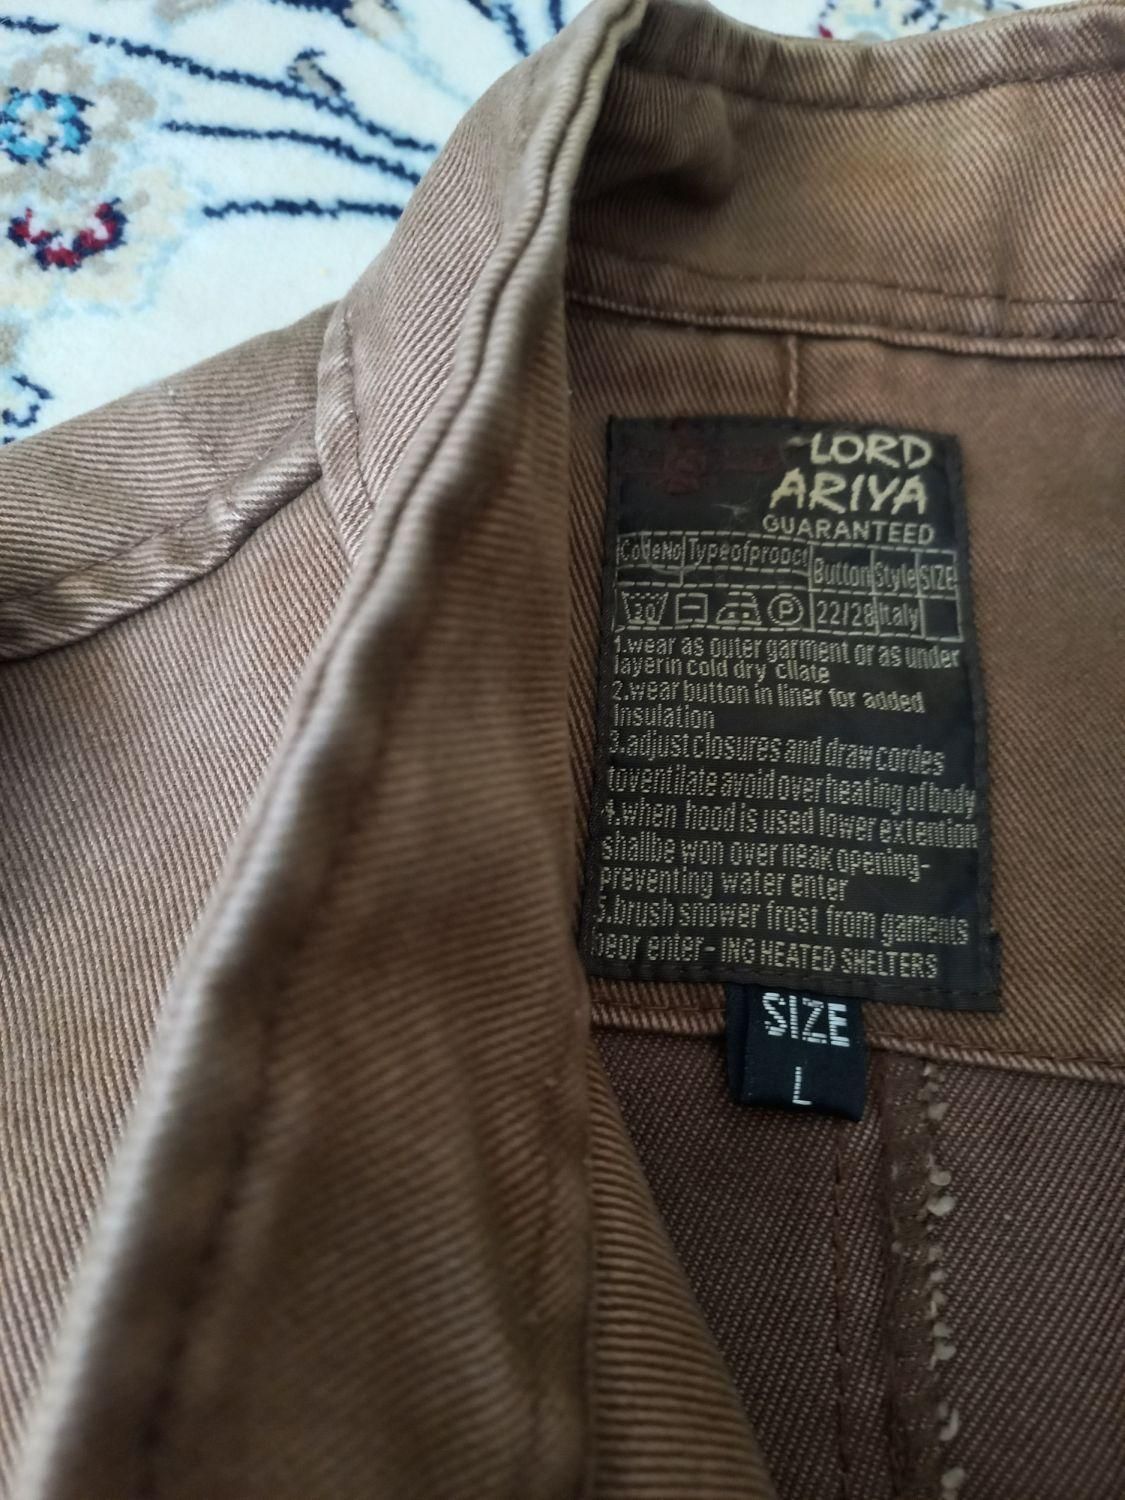 LORD
ARIYA
GUARANTEED
CodeNo Typeofprodct Button Style SIZE
30 P 22/28 Italy
1.wear as outer garment or as under
layerin cold dry cllate
2.wear button in liner for added
Insulation
3.adjust closures and draw cordes
toventilate avoid over heating of body
4.when hood is used lower extention
shallbe won over neak opening-
preventing water enter
5.brush snower frost from gaments
beor enter- ING HEATED SHELTERS
SIZE
L